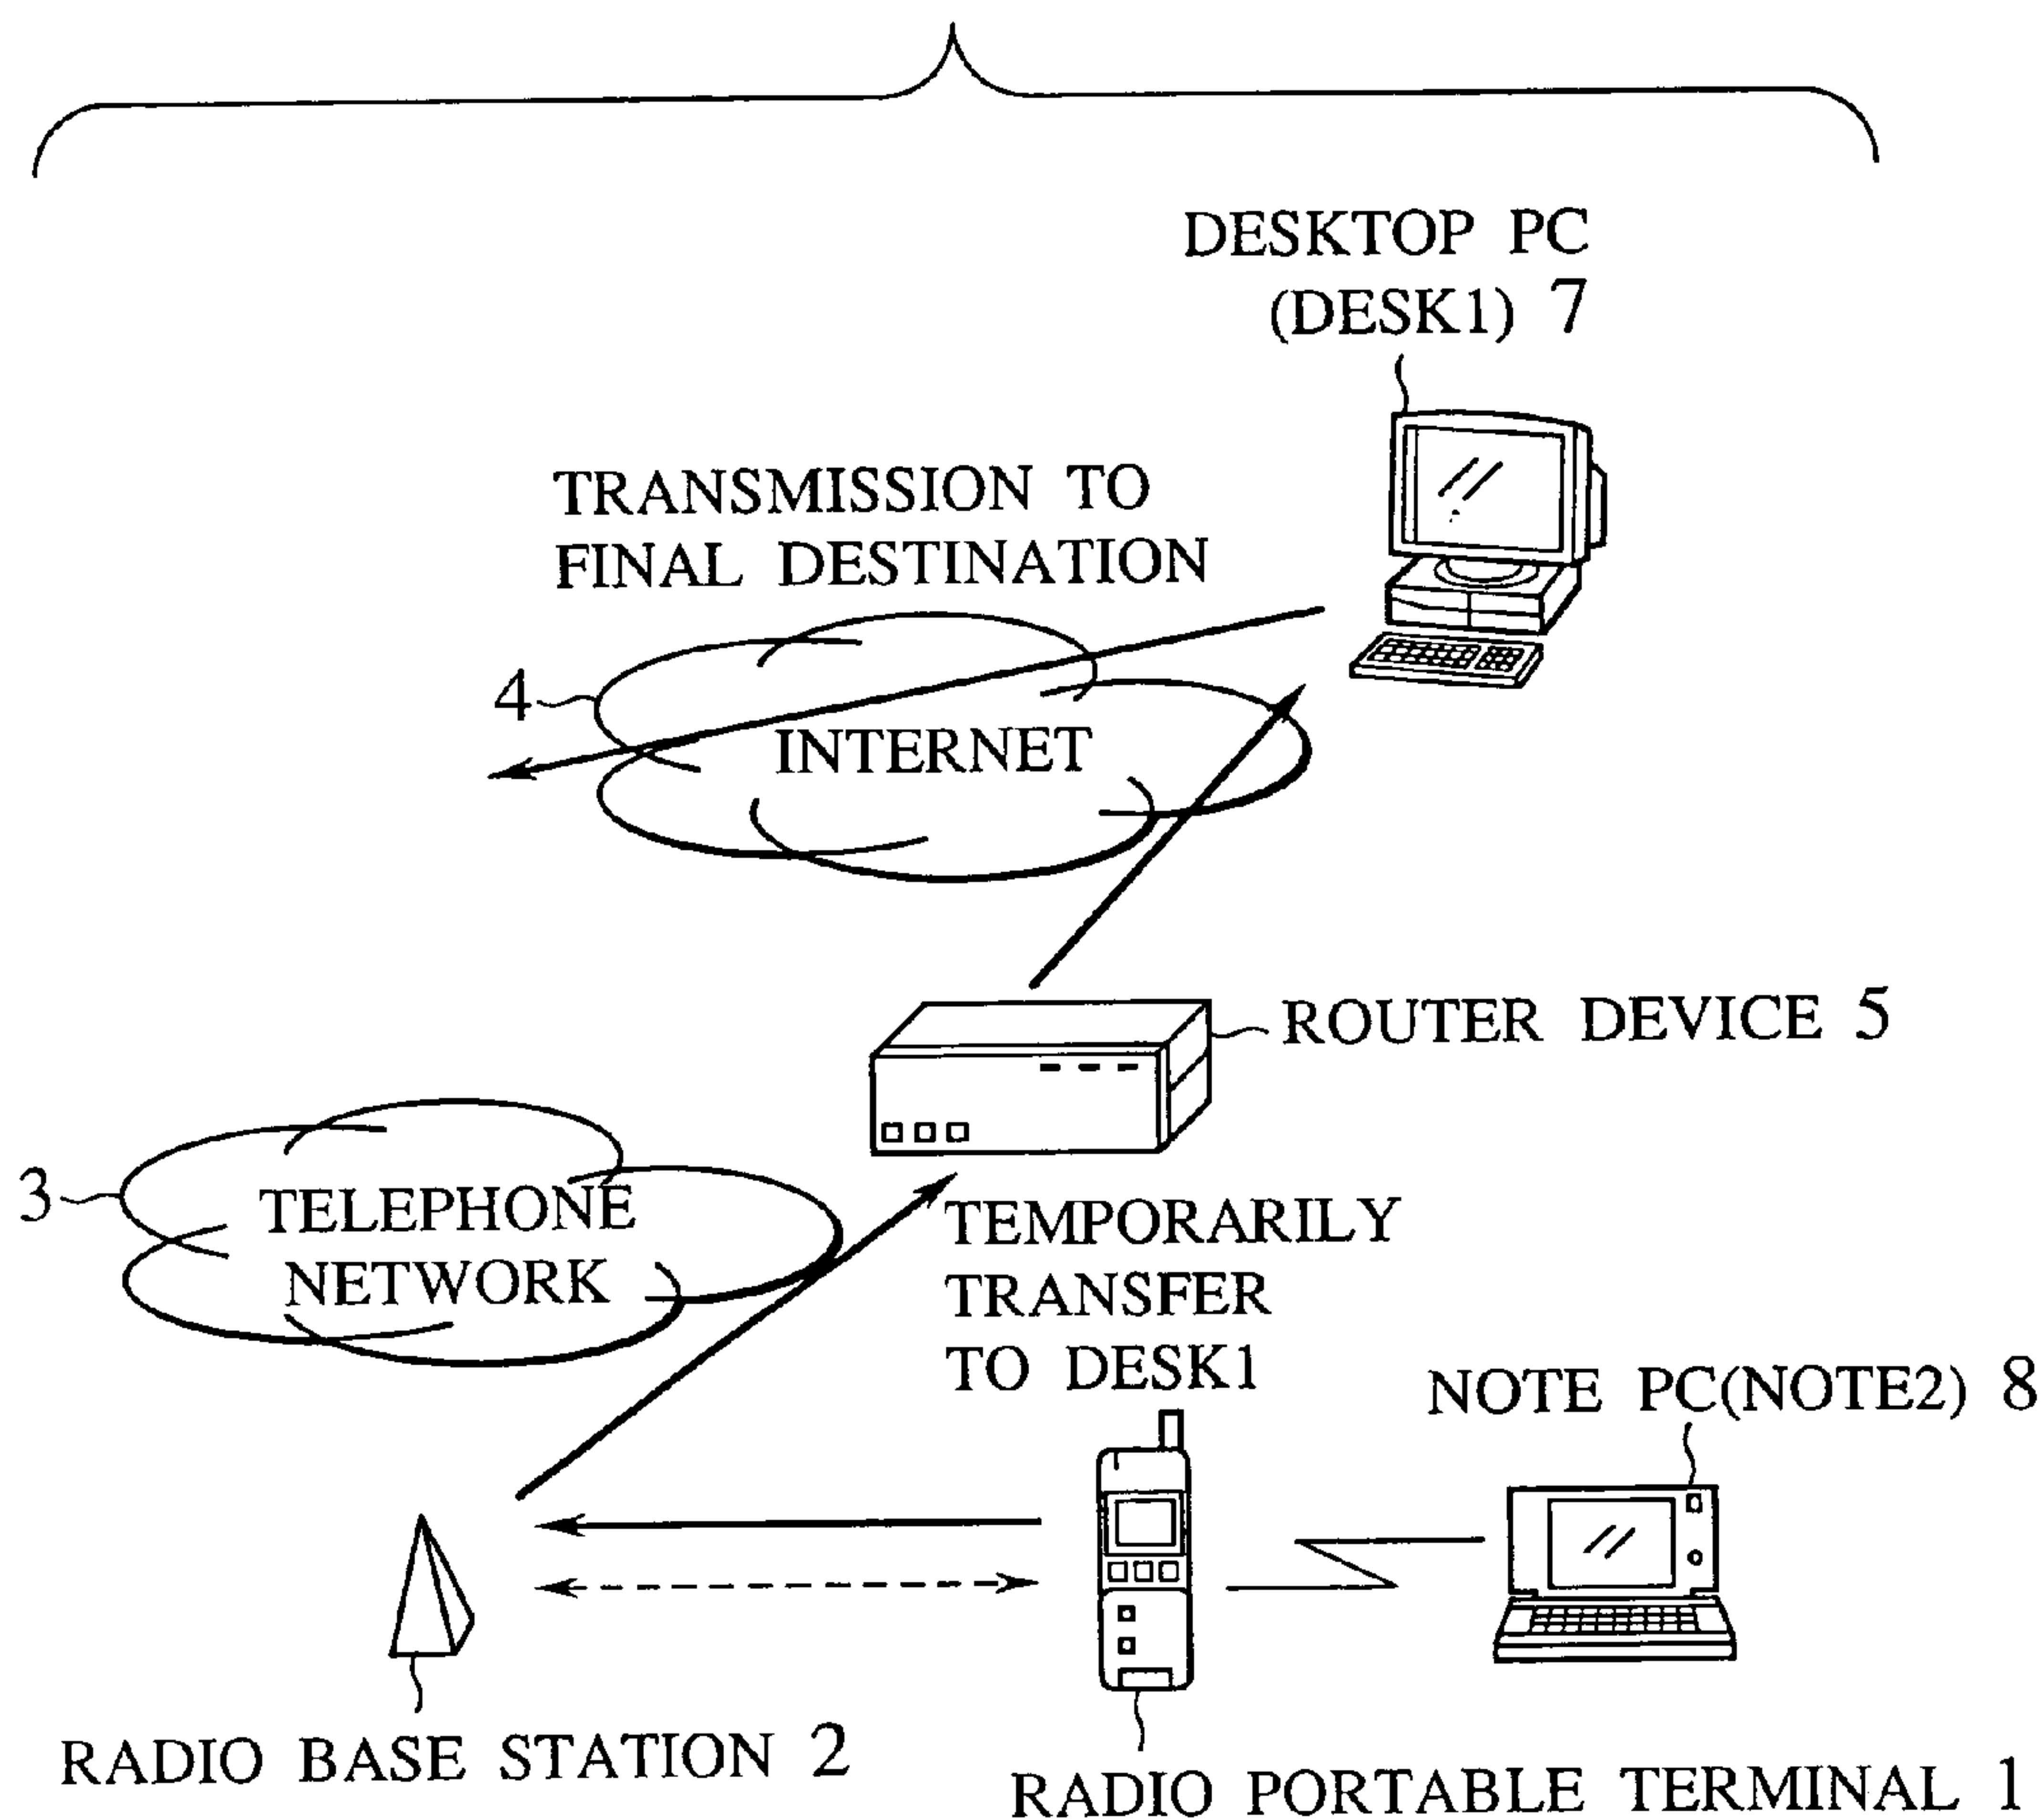 DESKTOP PC
(DESK1) 7
TRANSMISSION TO
FINAL DESTINATION
4
INTERNET
ROUTER DEVICE 5
3
TELEPHONE
NETWORK
TEMPORARILY
TRANSFER
TO DESK1
NOTE PC(NOTE2) 8
RADIO BASE STATION 2
RADIO PORTABLE TERMINAL 1